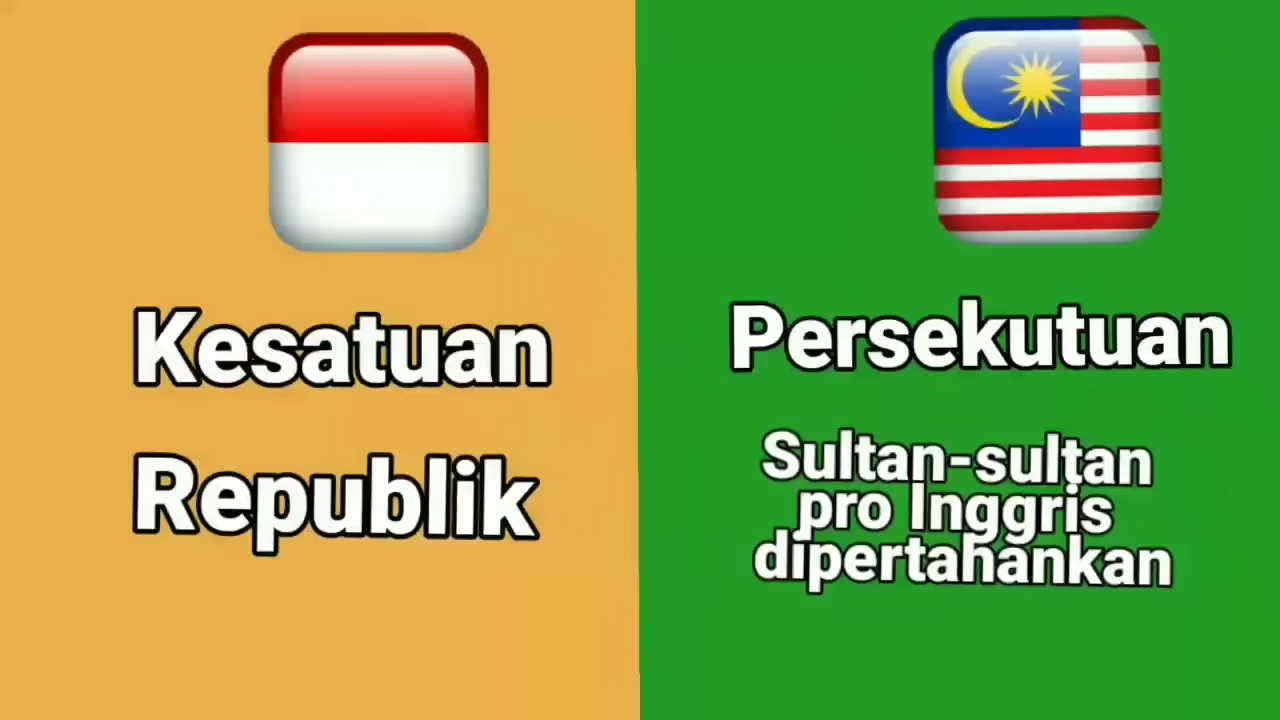 Kesatuan
Republik
Persekutuan
Sultan-sultan
pro Inggris
dipertahankan